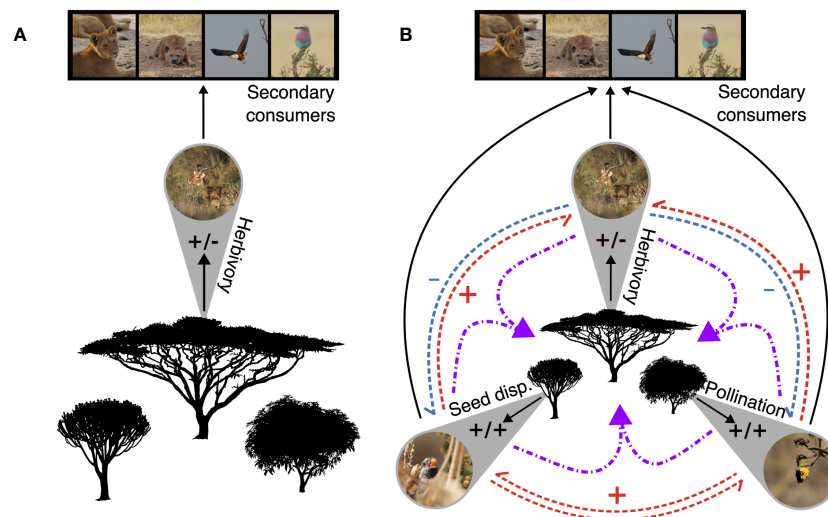 A
Secondary
consumers
+/-
Herbivory
B
Secondary
consumers
+/-
Herbivory
–
+
+
–
Seed disp.
+/+
Pollination
+/+
+